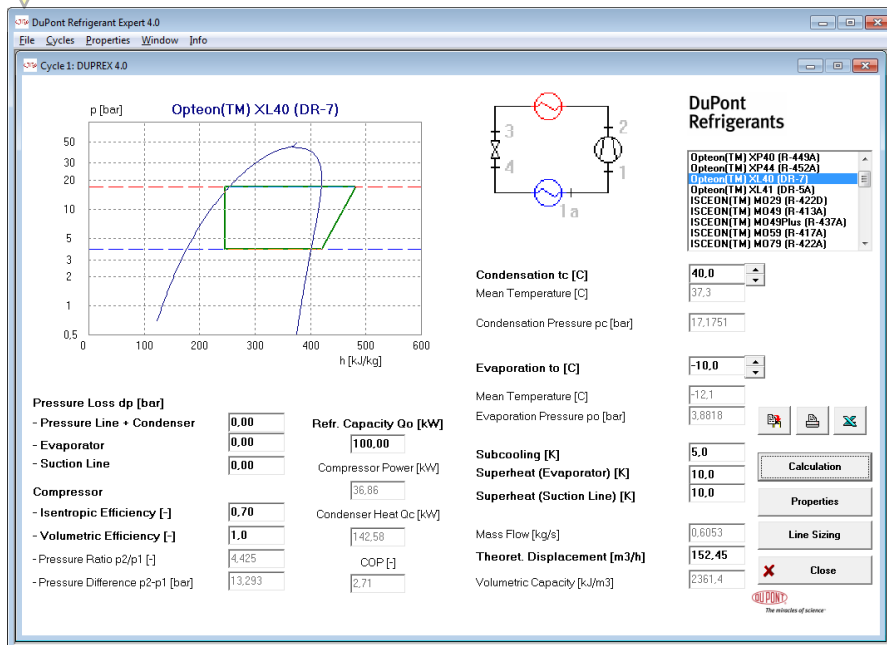 DuPont Refrigerant Expert 4.0
File Cycles Properties Window Info
Cycle 1: DUPREX 4.0
p [bar] Opteon(TM) XL40 (DR-7)
50
30
20
10
5
3
2
1
0,5
0 100 200 300 400 500 600
h [kJ/kg]
3 2
4 1
1a
DuPont
Refrigerants
Opteon(TM) XP40 (R-449A)
Opteon(TM) XP44 (R-452A)
Opteon(TM) XL40 (DR-7)
Opteon(TM) XL41 (DR-5A)
ISCEON(TM) MO29 (R-422D)
ISCEON(TM) MO49 (R-413A)
ISCEON(TM) MO49Plus (R-437A)
ISCEON(TM) MO59 (R-417A)
ISCEON(TM) MO79 (R-422A)
Condensation tc [C] 40,0
Mean Temperature [C] 37,3
Condensation Pressure pc [bar] 17,1751
Evaporation to [C] -10,0
Mean Temperature [C] -12,1
Evaporation Pressure po [bar] 3,8818
Subcooling [K] 5,0
Superheat (Evaporator) [K] 10,0
Superheat (Suction Line) [K] 10,0
Mass Flow [kg/s] 0,6053
Theoret. Displacement [m3/h] 152,45
Volumetric Capacity [kJ/m3] 2361,4
Pressure Loss dp [bar]
- Pressure Line + Condenser 0,00
- Evaporator 0,00
- Suction Line 0,00
Compressor
- Isentropic Efficiency [-] 0,70
- Volumetric Efficiency [-] 1,0
- Pressure Ratio p2/p1 [-] 4,425
- Pressure Difference p2-p1 [bar] 13,293
Refr. Capacity Qo [kW]
100,00
Compressor Power [kW]
36,86
Condenser Heat Qc [kW]
142,58
COP [-]
2,71
Calculation
Properties
Line Sizing
Close
DU PONT
The miracles of science